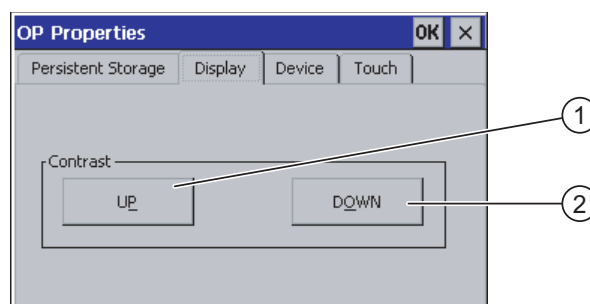 OP Properties OK ×
Persistent Storage Display Device Touch
1
Contrast
UP DOWN
2